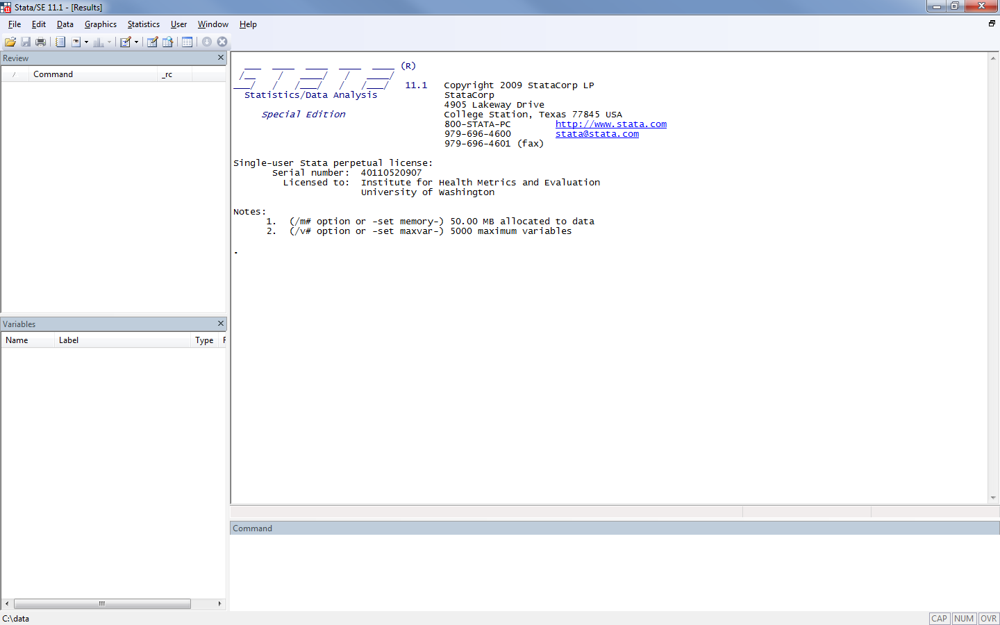 Stata/SE 11.1 - [Results]
File Edit Data Graphics Statistics User Window Help
Review
/ Command _rc
Variables
Name Label Type F
(R)
STATA 11.1 Copyright 2009 StataCorp LP
Statistics/Data Analysis StataCorp
4905 Lakeway Drive
Special Edition College Station, Texas 77845 USA
800-STATA-PC http://www.stata.com
979-696-4600 stata@stata.com
979-696-4601 (fax)
Single-user Stata perpetual license:
Serial number: 40110520907
Licensed to: Institute for Health Metrics and Evaluation
University of Washington
Notes:
1. (/m# option or -set memory-) 50.00 MB allocated to data
2. (/v# option or -set maxvar-) 5000 maximum variables
.
Command
C:\data CAP NUM OVR